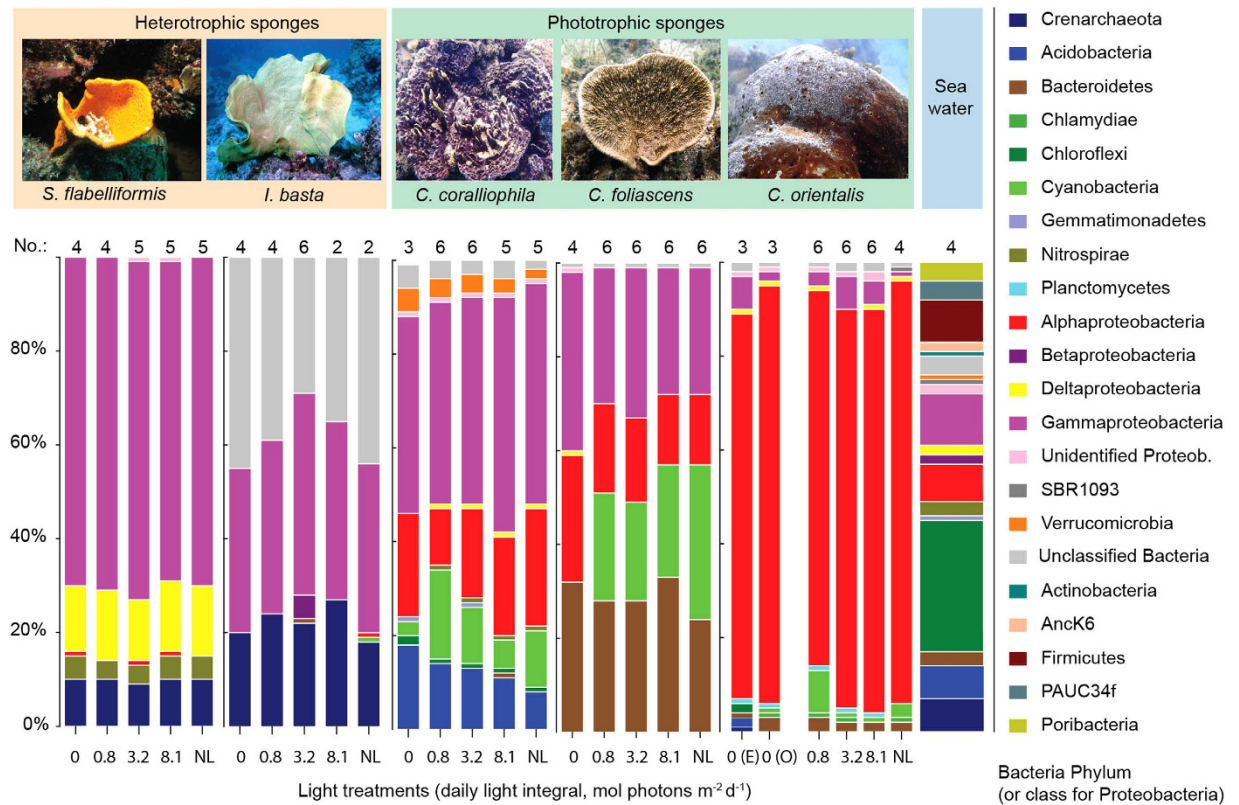 Heterotrophic sponges
Phototrophic sponges
Sea
water
S. flabelliformis
I. basta
C. coralliophila
C. foliascens
C. orientalis
No.:
4 4 5 5 5
4 4 6 2 2
3 6 6 5 5
4 6 6 6 6
3 3 6 6 6 4
4
80%
60%
40%
20%
0%
0 0.8 3.2 8.1 NL
0 0.8 3.2 8.1 NL
0 0.8 3.2 8.1 NL
0 0.8 3.2 8.1 NL
0 (E) 0 (O) 0.8 3.2 8.1 NL
Light treatments (daily light integral, mol photons m⁻² d⁻¹)
Crenarchaeota
Acidobacteria
Bacteroidetes
Chlamydiae
Chloroflexi
Cyanobacteria
Gemmatimonadetes
Nitrospirae
Planctomycetes
Alphaproteobacteria
Betaproteobacteria
Deltaproteobacteria
Gammaproteobacteria
Unidentified Proteob.
SBR1093
Verrucomicrobia
Unclassified Bacteria
Actinobacteria
AncK6
Firmicutes
PAUC34f
Poribacteria
Bacteria Phylum
(or class for Proteobacteria)